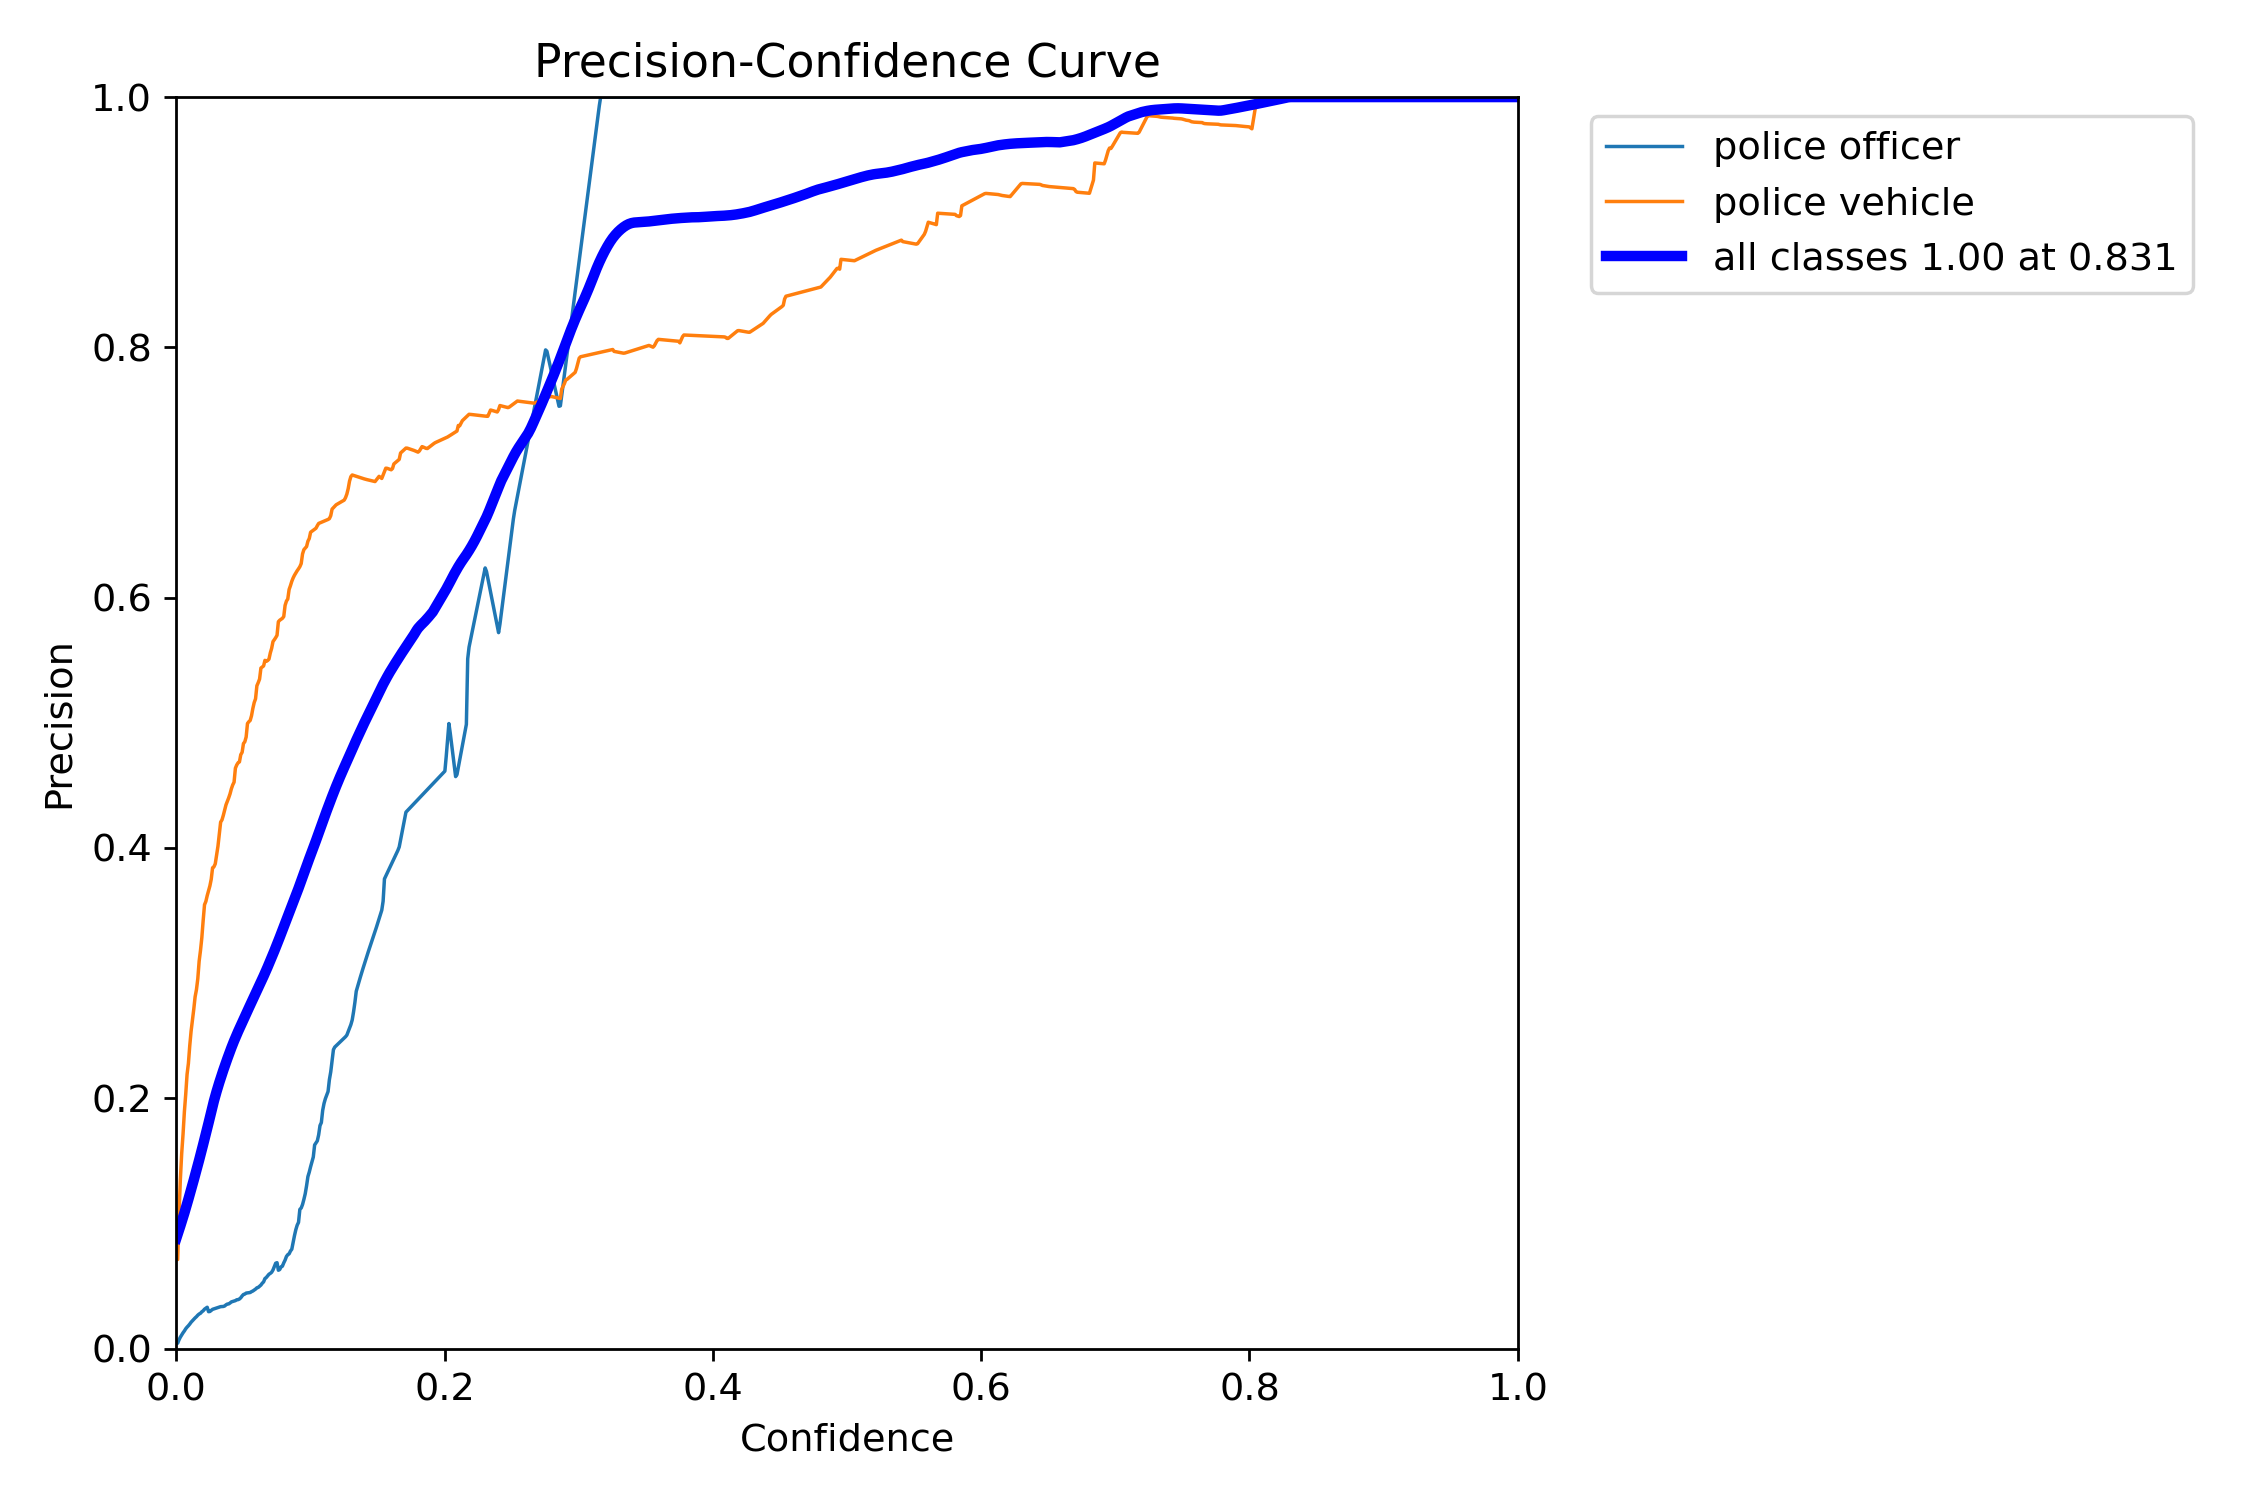 Precision-Confidence Curve
1.0
0.8
0.6
0.4
0.2
0.0
Precision
0.0 0.2 0.4 0.6 0.8 1.0
Confidence
police officer
police vehicle
all classes 1.00 at 0.831